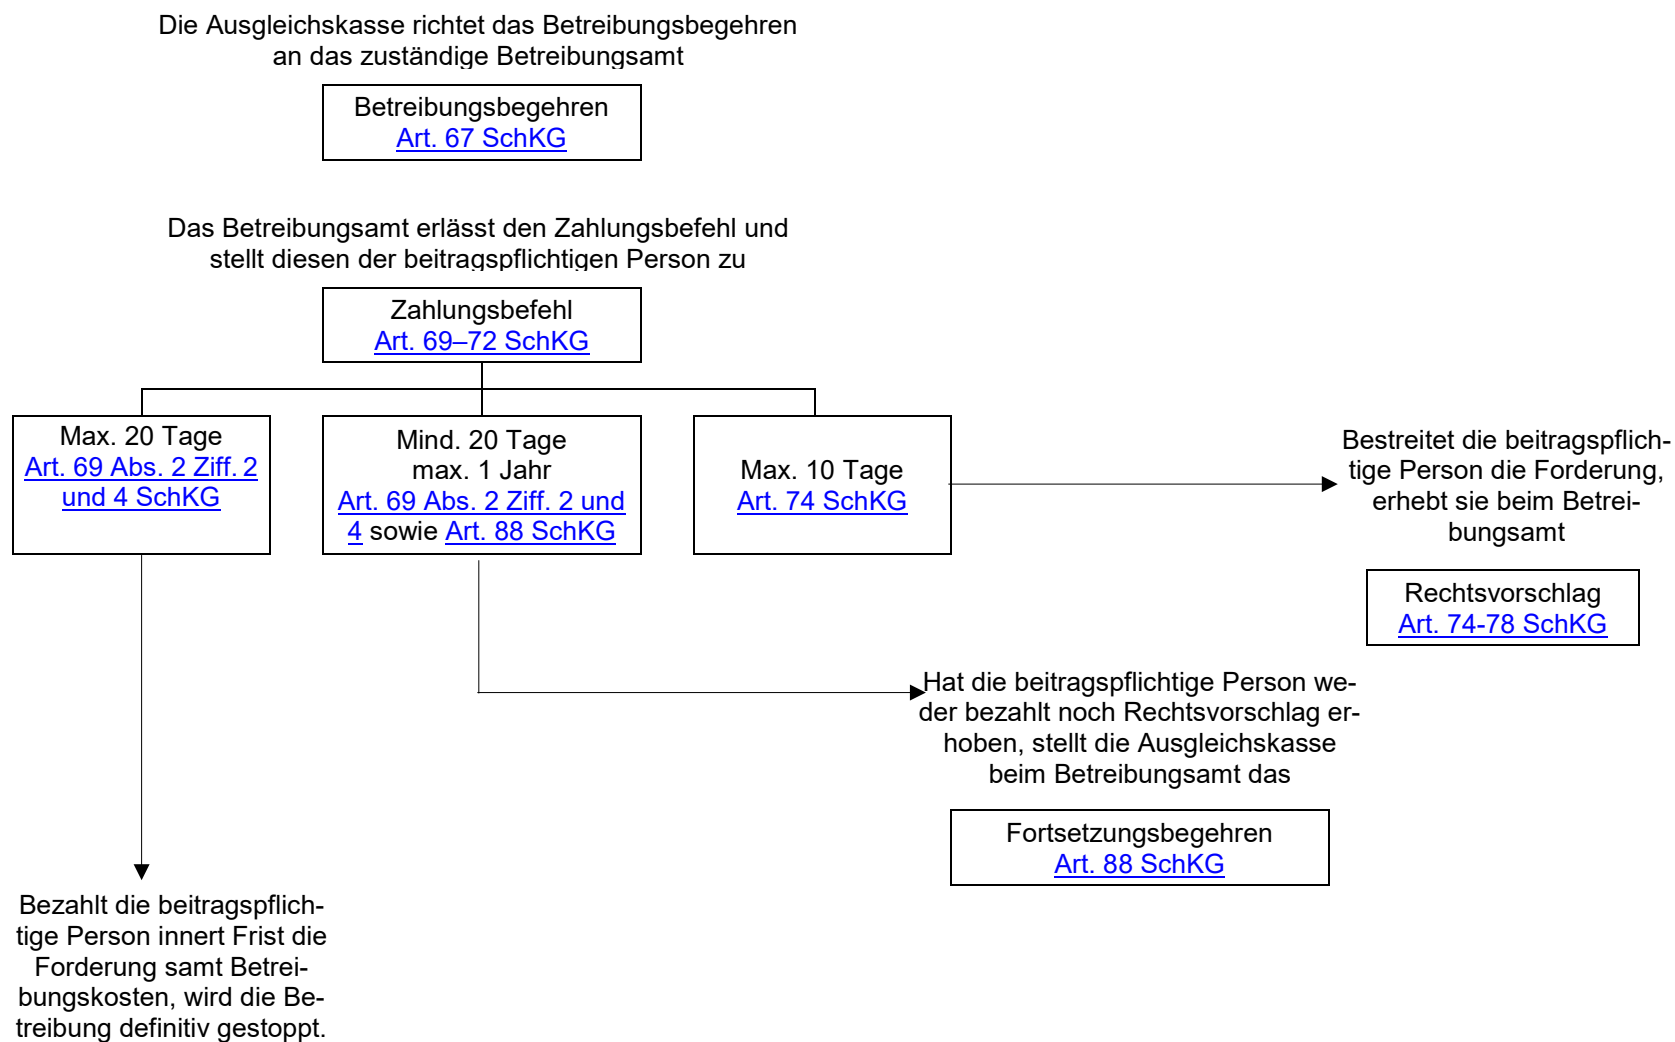 Die Ausgleichskasse richtet das Betreibungsbegehren
an das zuständige Betreibungsamt
Betreibungsbegehren
Art. 67 SchKG
Das Betreibungsamt erlässt den Zahlungsbefehl und
stellt diesen der beitragspflichtigen Person zu
Zahlungsbefehl
Art. 69–72 SchKG
Max. 20 Tage
Art. 69 Abs. 2 Ziff. 2
und 4 SchKG
Mind. 20 Tage
max. 1 Jahr
Art. 69 Abs. 2 Ziff. 2 und
4 sowie Art. 88 SchKG
Max. 10 Tage
Art. 74 SchKG
Bestreitet die beitragspflich-
tige Person die Forderung,
erhebt sie beim Betrei-
bungsamt
Rechtsvorschlag
Art. 74-78 SchKG
Hat die beitragspflichtige Person we-
der bezahlt noch Rechtsvorschlag er-
hoben, stellt die Ausgleichskasse
beim Betreibungsamt das
Fortsetzungsbegehren
Art. 88 SchKG
Bezahlt die beitragspflich-
tige Person innert Frist die
Forderung samt Betrei-
bungskosten, wird die Be-
treibung definitiv gestoppt.